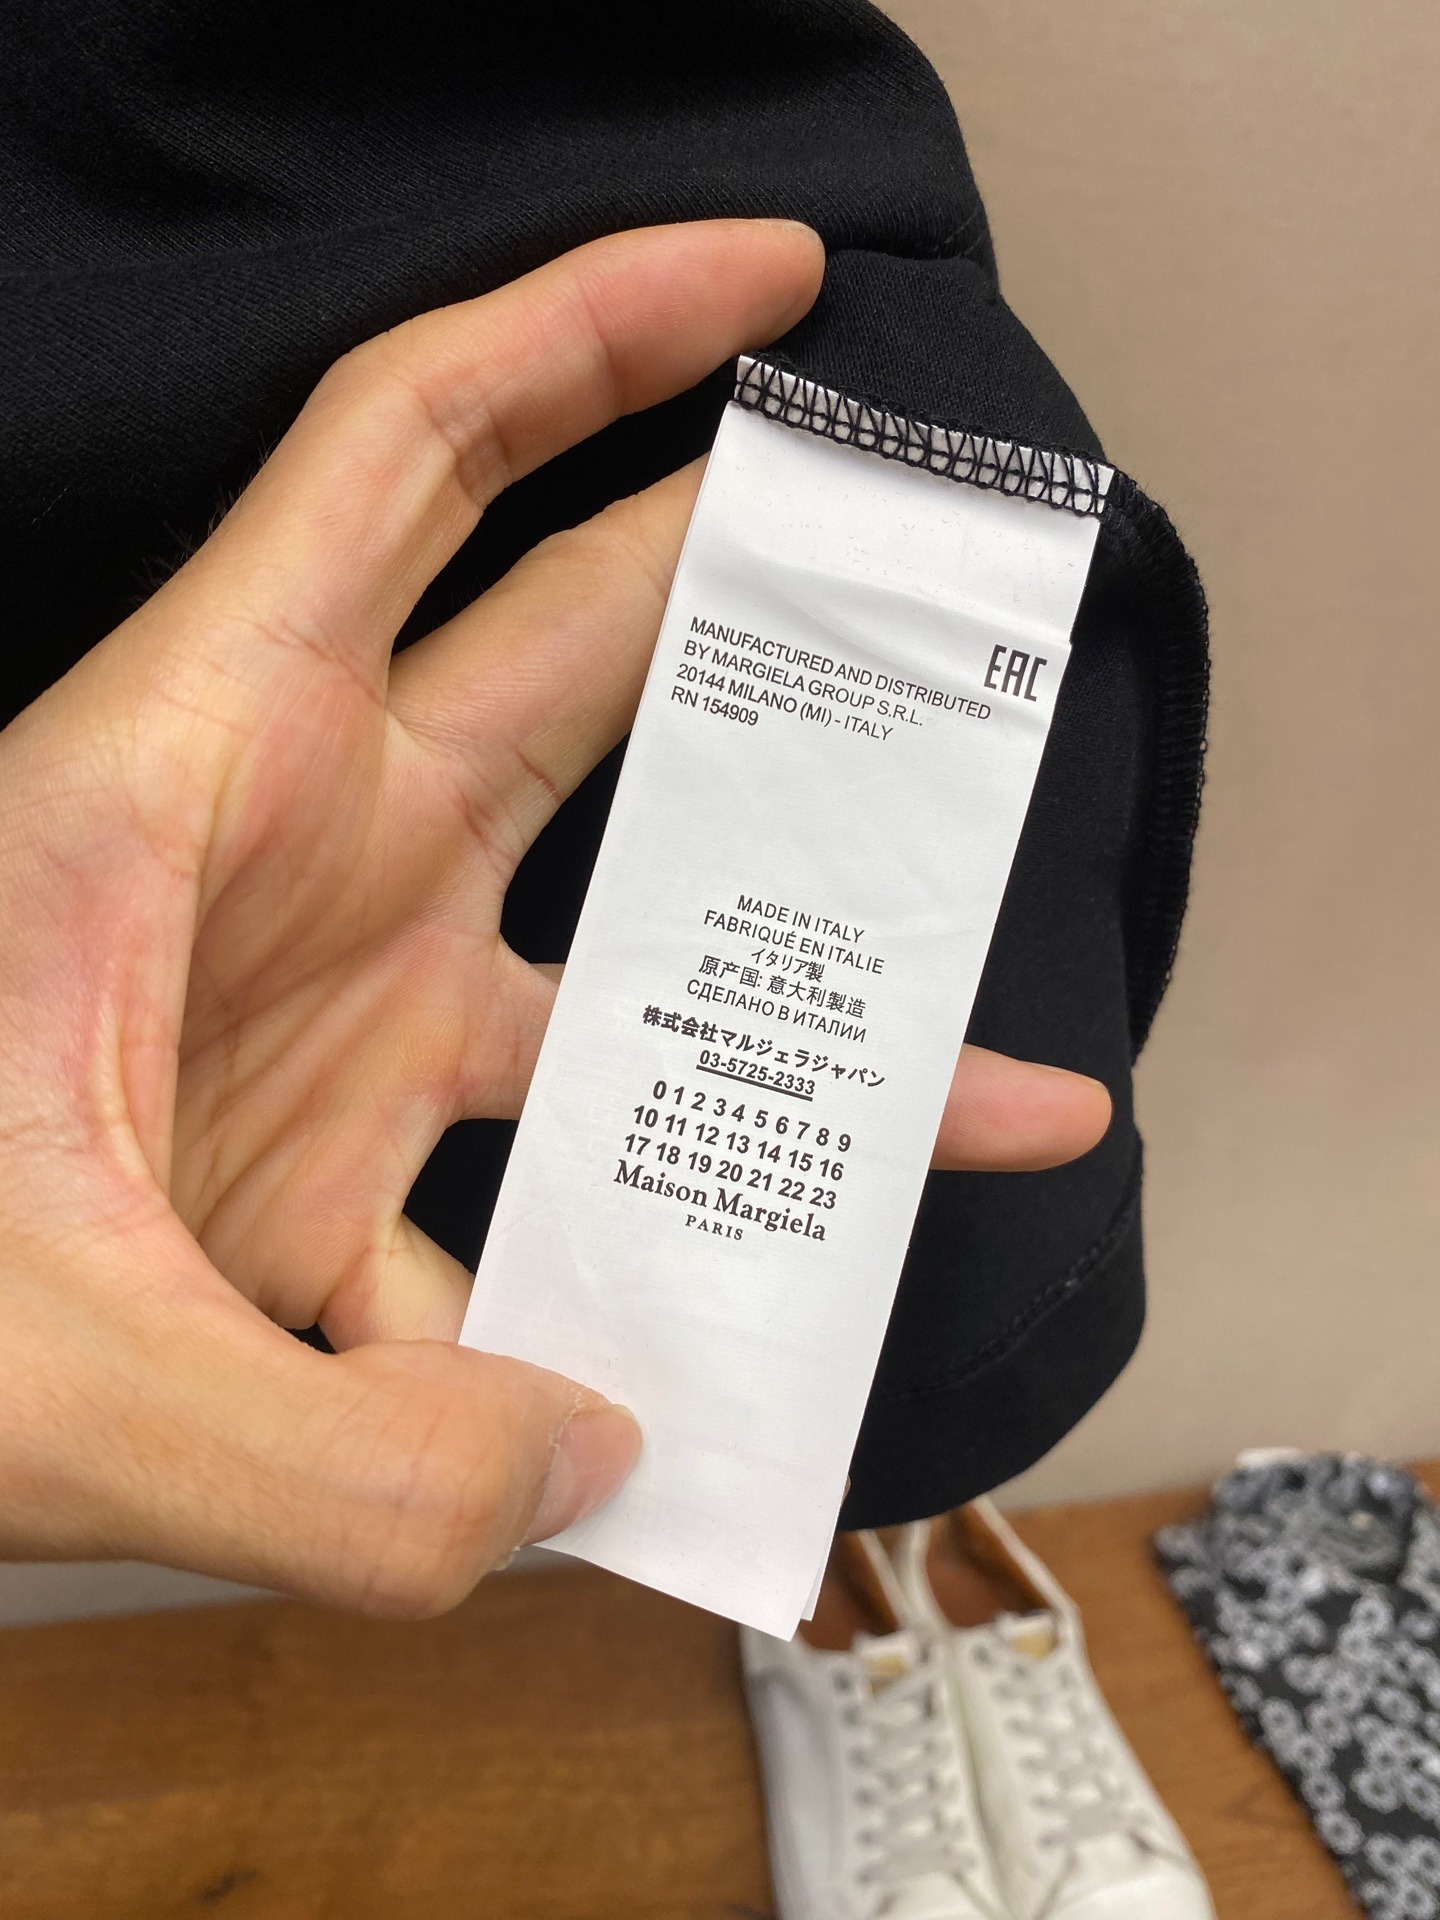 MANUFACTURED AND DISTRIBUTED
BY MARGIELA GROUP S.R.L.
20144 MILANO (MI) - ITALY
RN 154909
EAC
MADE IN ITALY
FABRIQUÉ EN ITALIE
イタリア製
原产国: 意大利製造
СДЕЛАНО В ИТАЛИИ
株式会社マルジェラジャパン
03-5725-2333
0 1 2 3 4 5 6 7 8 9
10 11 12 13 14 15 16
17 18 19 20 21 22 23
Maison Margiela
PARIS